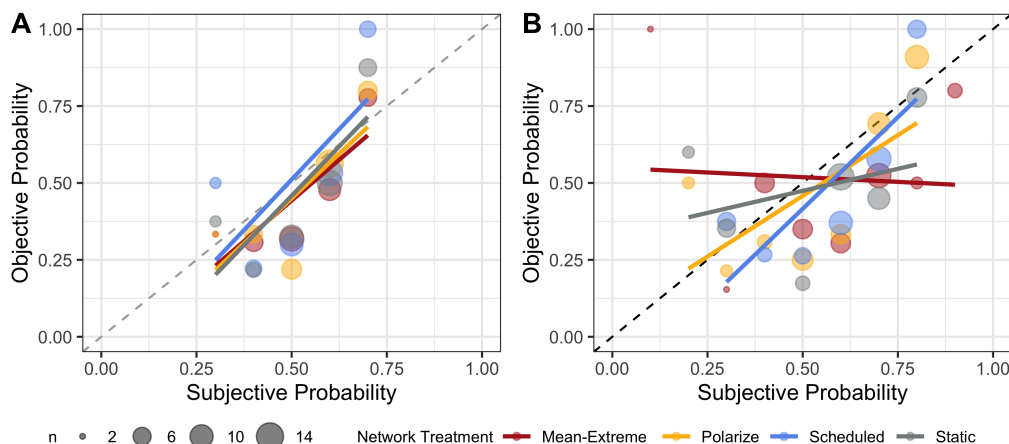 A
B
1.00
0.75
0.50
0.25
0.00
Objective Probability
0.00 0.25 0.50 0.75 1.00
Subjective Probability
1.00
0.75
0.50
0.25
0.00
Objective Probability
0.00 0.25 0.50 0.75 1.00
Subjective Probability
n 2 6 10 14 Network Treatment Mean-Extreme Polarize Scheduled Static